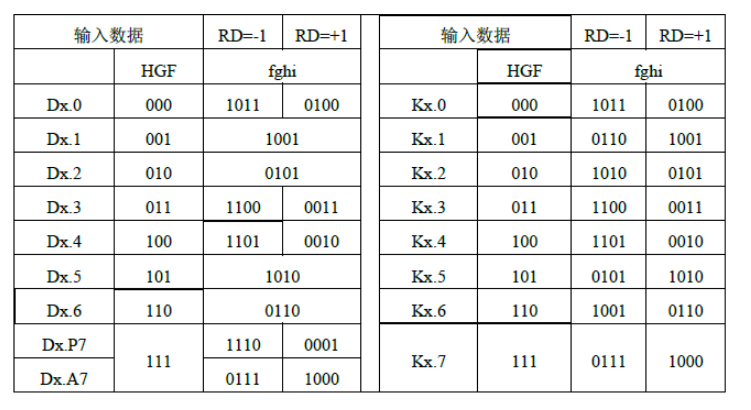 输入数据 RD=-1 RD=+1 输入数据 RD=-1 RD=+1
HGF fghi HGF fghi
Dx.0 000 1011 0100 Kx.0 000 1011 0100
Dx.1 001 1001 Kx.1 001 0110 1001
Dx.2 010 0101 Kx.2 010 1010 0101
Dx.3 011 1100 0011 Kx.3 011 1100 0011
Dx.4 100 1101 0010 Kx.4 100 1101 0010
Dx.5 101 1010 Kx.5 101 0101 1010
Dx.6 110 0110 Kx.6 110 1001 0110
Dx.P7 111 1110 0001 Kx.7 111 0111 1000
Dx.A7 0111 1000